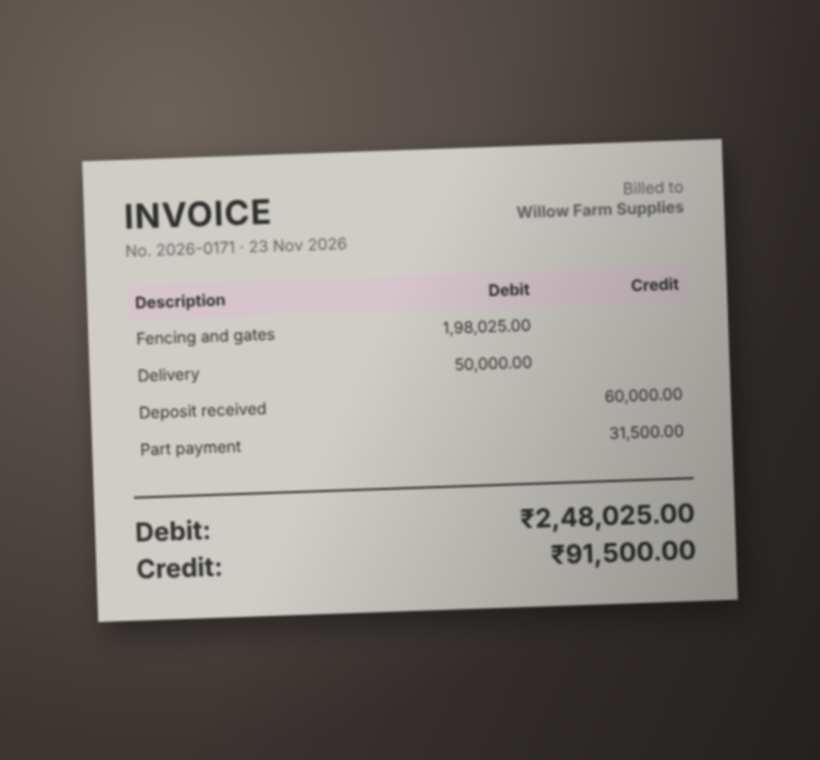 INVOICE
No. 2026-0171 · 23 Nov 2026
Billed to
Willow Farm Supplies
Description Debit Credit
Fencing and gates 1,98,025.00
Delivery 50,000.00
Deposit received 60,000.00
Part payment 31,500.00
Debit: ₹2,48,025.00
Credit: ₹91,500.00